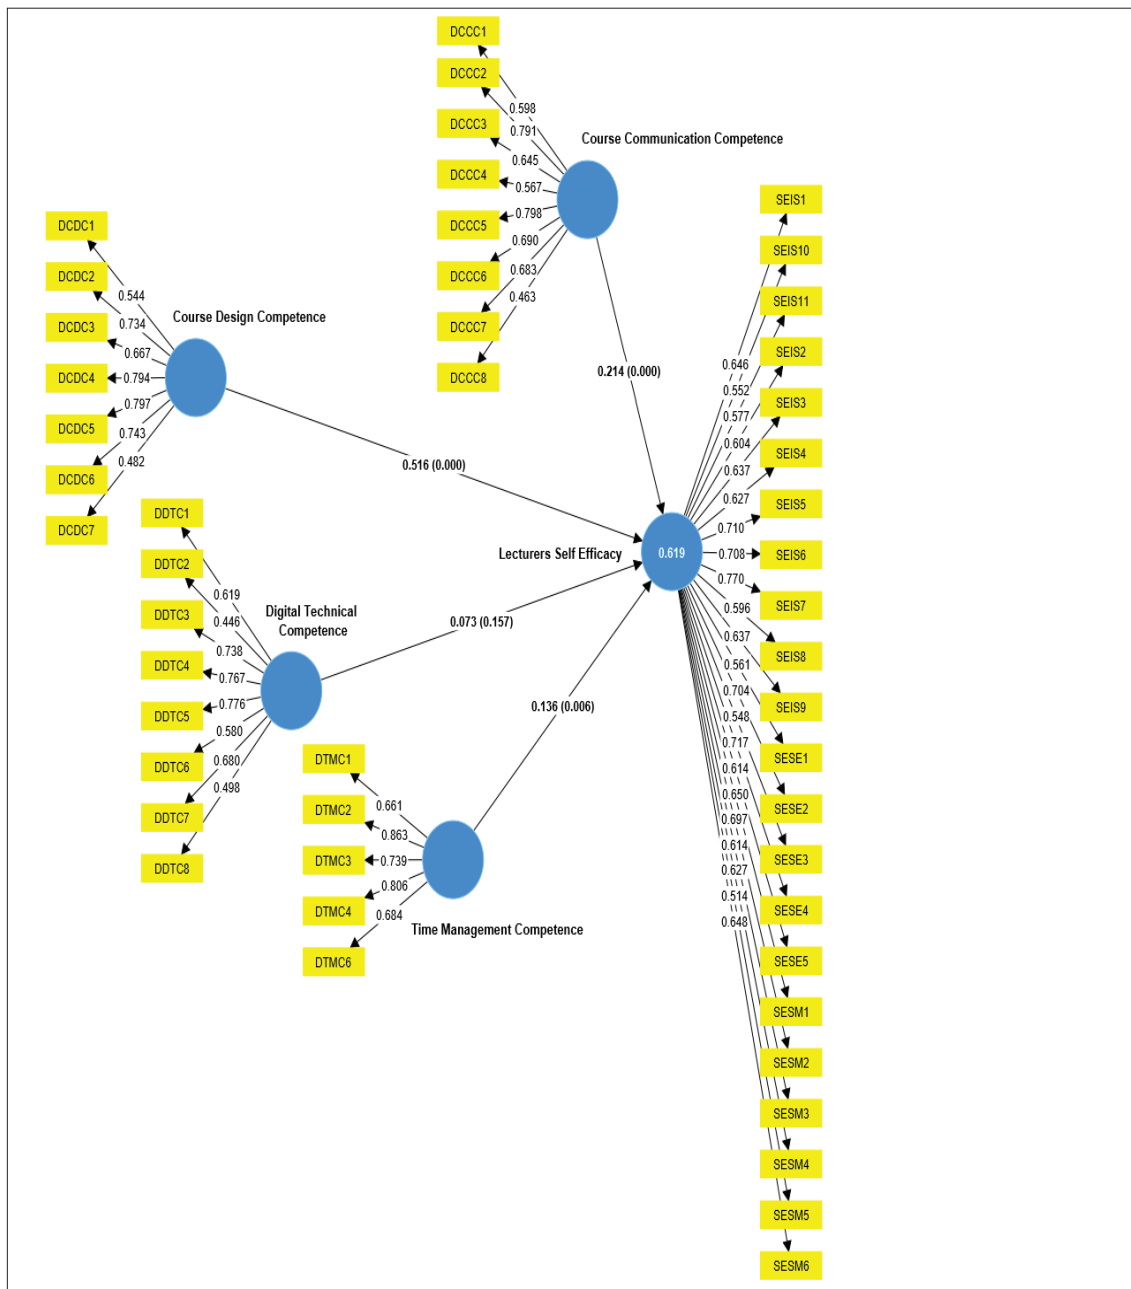 DCCC1
DCCC2
DCCC3
DCCC4
DCCC5
DCCC6
DCCC7
DCCC8
0.598
0.791
0.645
0.567
0.798
0.690
0.683
0.463
Course Communication Competence
DCDC1
DCDC2
DCDC3
DCDC4
DCDC5
DCDC6
DCDC7
0.544
0.734
0.667
0.794
0.797
0.743
0.482
Course Design Competence
0.214 (0.000)
0.516 (0.000)
DDTC1
DDTC2
DDTC3
DDTC4
DDTC5
DDTC6
DDTC7
DDTC8
0.619
0.446
0.738
0.767
0.776
0.580
0.680
0.498
Digital Technical
Competence
0.073 (0.157)
0.136 (0.006)
DTMC1
DTMC2
DTMC3
DTMC4
DTMC6
0.661
0.863
0.739
0.806
0.684
Time Management Competence
Lecturers Self Efficacy
0.619
0.646
0.552
0.577
0.604
0.637
0.627
0.710
0.708
0.770
0.596
0.637
0.561
0.704
0.548
0.717
0.614
0.650
0.697
0.614
0.627
0.514
0.648
SEIS1
SEIS10
SEIS11
SEIS2
SEIS3
SEIS4
SEIS5
SEIS6
SEIS7
SEIS8
SEIS9
SESE1
SESE2
SESE3
SESE4
SESE5
SESM1
SESM2
SESM3
SESM4
SESM5
SESM6